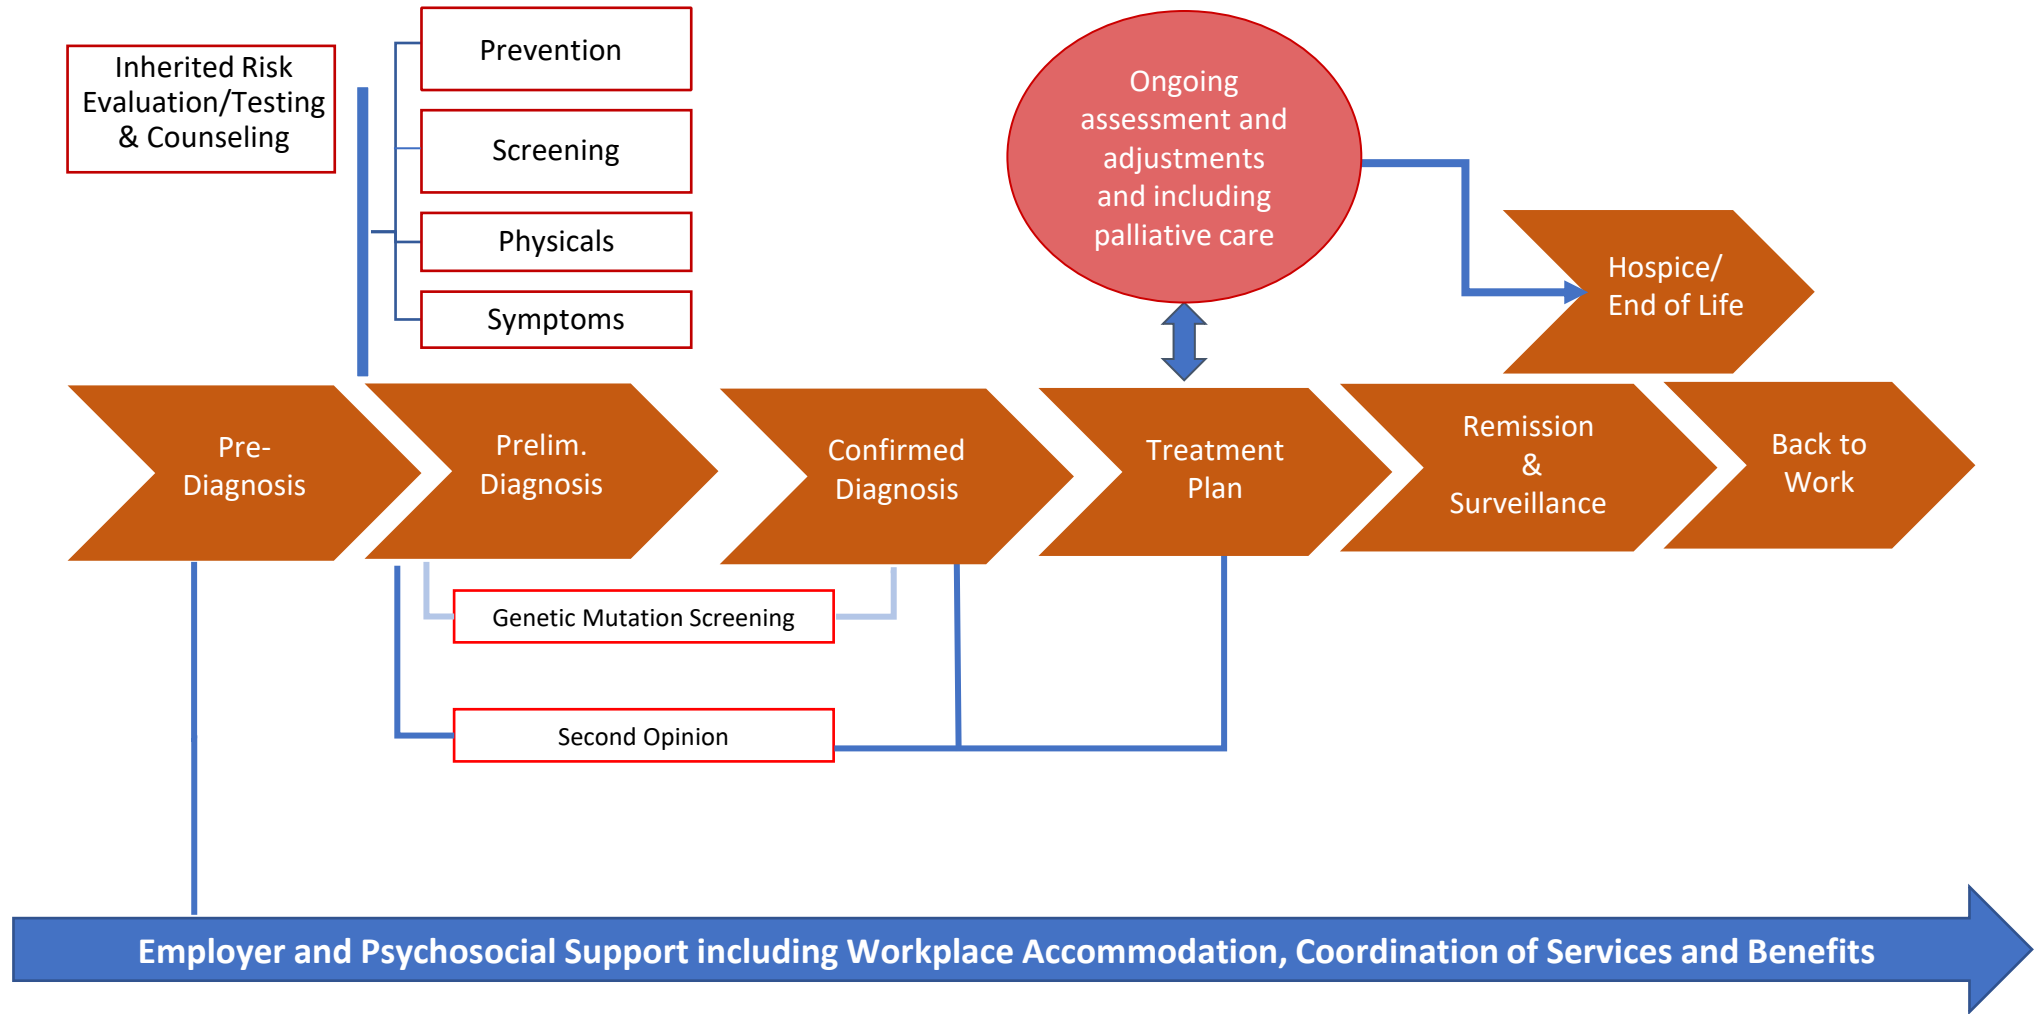 Inherited Risk
Evaluation/Testing
& Counseling
Prevention
Screening
Physicals
Symptoms
Ongoing
assessment and
adjustments
and including
palliative care
Hospice/
End of Life
Pre-
Diagnosis
Prelim.
Diagnosis
Confirmed
Diagnosis
Treatment
Plan
Remission
&
Surveillance
Back to
Work
Genetic Mutation Screening
Second Opinion
Employer and Psychosocial Support including Workplace Accommodation, Coordination of Services and Benefits